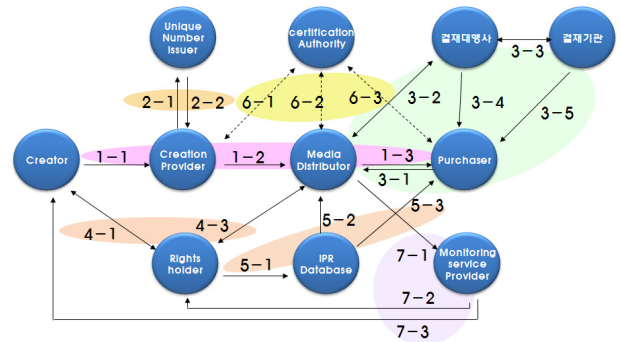 Unique
Number
Issuer
certification
Authority
결재대행사
3-3
결재기관
2-1
2-2
6-1
6-2
6-3
3-2
3-4
3-5
Creator
1-1
Creation
Provider
1-2
Media
Distributor
1-3
3-1
Purchaser
4-1
4-3
5-2
5-3
Rights
holder
5-1
IPR
Database
7-1
Monitoring
service
Provider
7-2
7-3